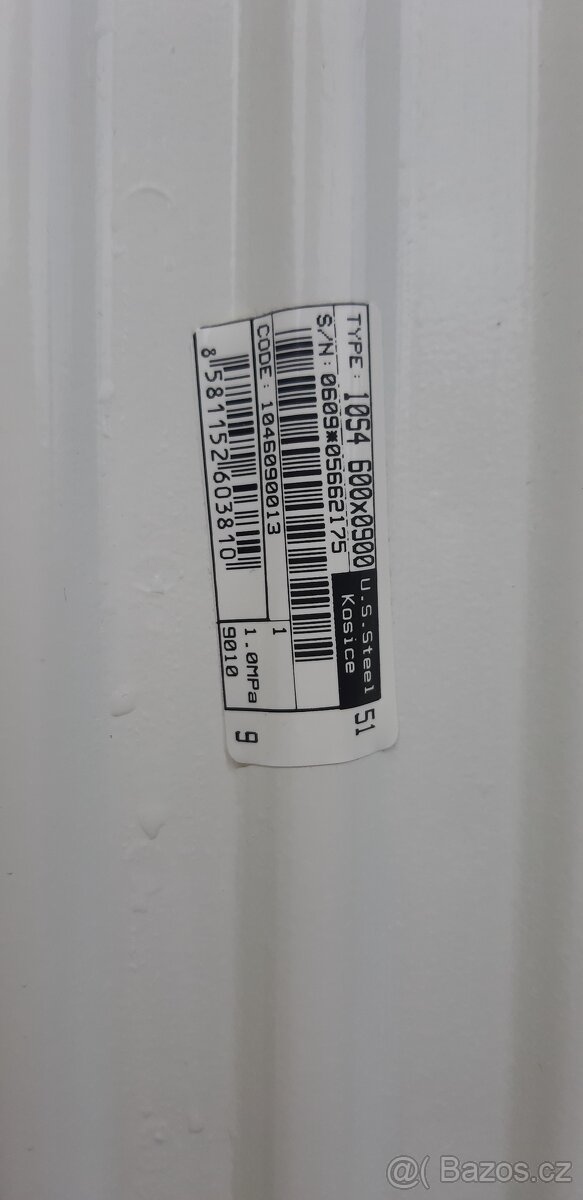 TYPE: 10S4 600x0900
U.S.Steel
Kosice
51
S/N: 0609*05662175
CODE: 1046090013
1
8 581152 603810
1.0MPa
9010
9
@( Bazos.cz